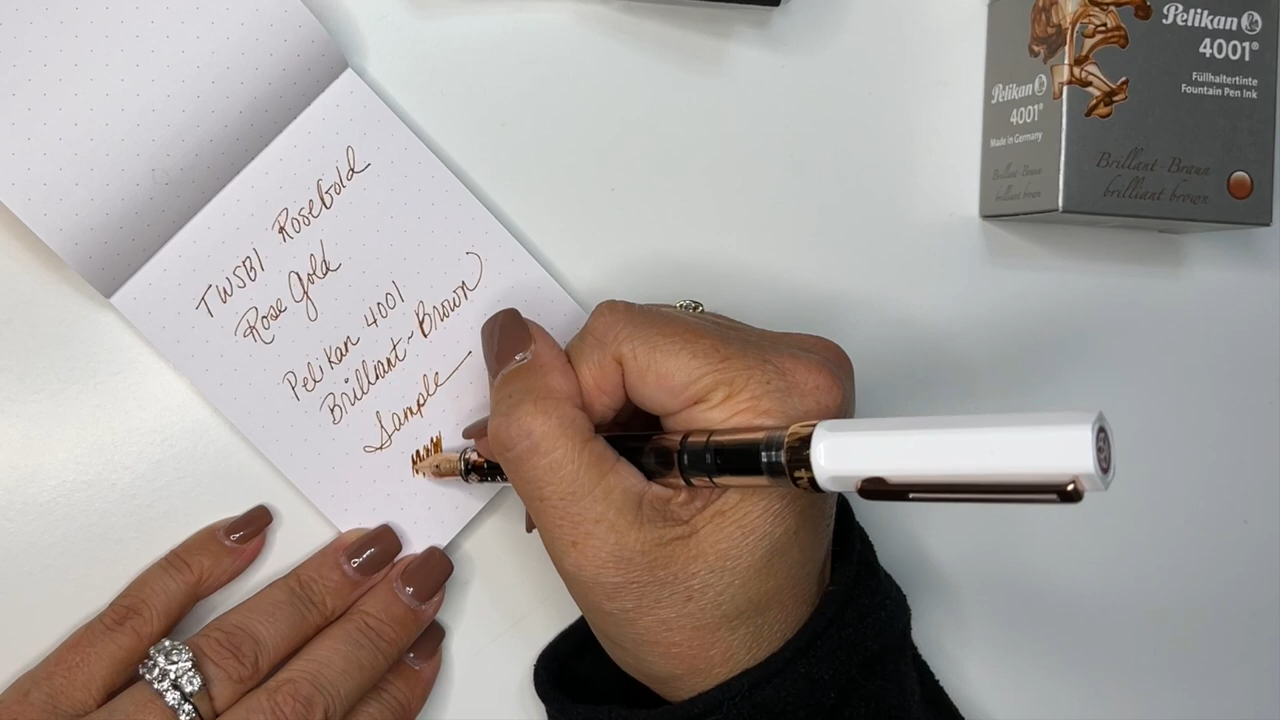 TWSBI RoseGold
Rose Gold
Pelikan 4001
Brilliant~Brown
Sample
Pelikan
4001®
Füllhaltertinte
Fountain Pen Ink
Brillant-Braun
brilliant brown
Pelikan
4001®
Made in Germany
Brillant-Braun
brilliant brown